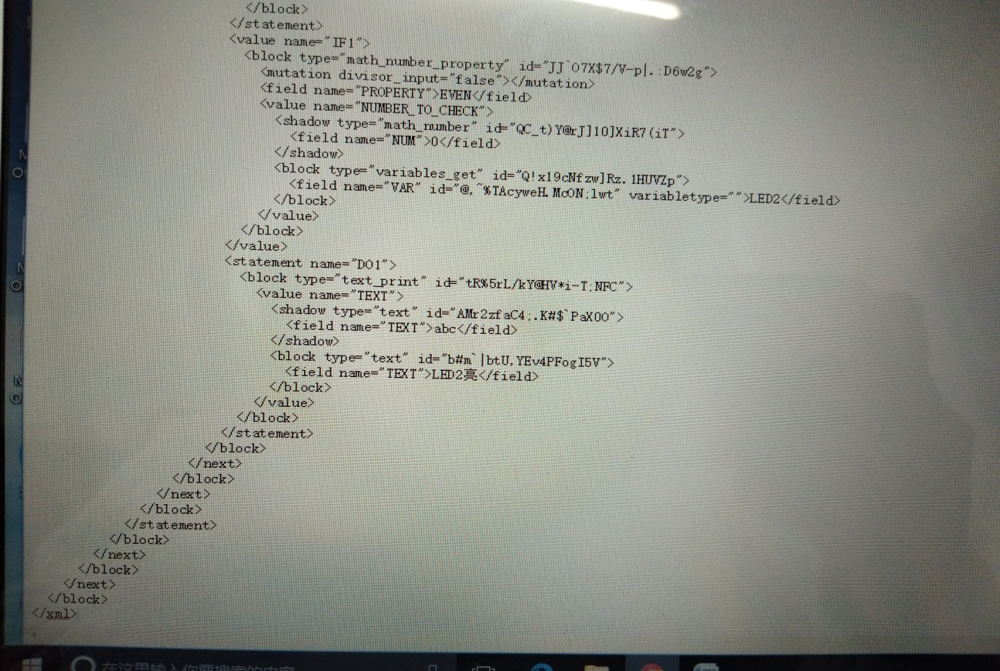 </block>
</statement>
<value name="IF1">
<block type="math_number_property" id="JJ`O7X$7/V-p|.:D6w2g">
<mutation divisor_input="false"></mutation>
<field name="PROPERTY">EVEN</field>
<value name="NUMBER_TO_CHECK">
<shadow type="math_number" id="QC_t)Y@rJ]10]XiR7(iT">
<field name="NUM">0</field>
</shadow>
<block type="variables_get" id="Q!x19cNfzw]Rz.1HUVZp">
<field name="VAR" id="@,~%TAcyweH.McON;lwt" variabletype="">LED2</field>
</block>
</value>
</block>
</value>
<statement name="DO1">
<block type="text_print" id="tR%5rL/kY@HV*i-T;NFC">
<value name="TEXT">
<shadow type="text" id="AMr2zfaC4;.K#$`PaXOO">
<field name="TEXT">abc</field>
</shadow>
<block type="text" id="b#m`|btU,YEv4PFogI5V">
<field name="TEXT">LED2亮</field>
</block>
</value>
</block>
</statement>
</block>
</next>
</block>
</next>
</block>
</statement>
</block>
</next>
</block>
</next>
</block>
</xml>
在这里输入你要搜索的内容